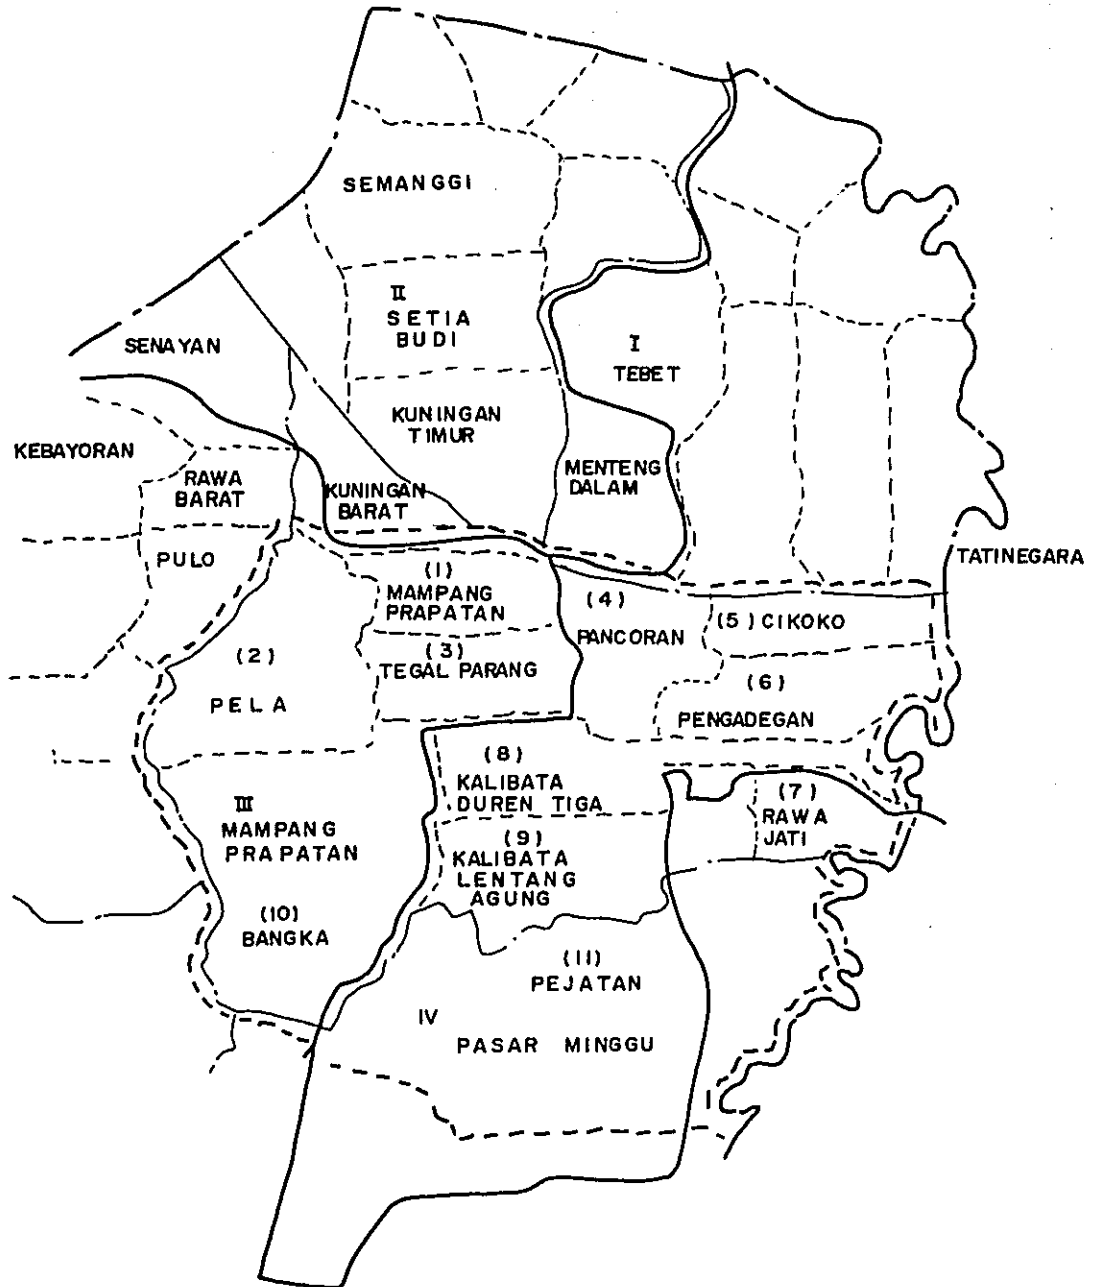 SEMANGGI
II
SETIA
BUDI
SENAYAN
I
TEBET
KUNINGAN
TIMUR
KEBAYORAN
RAWA
BARAT
KUNINGAN
BARAT
MENTENG
DALAM
PULO
TATINEGARA
(1)
MAMPANG
PRAPATAN
(4)
PANCORAN
(5) CIKOKO
(2)
PELA
(3)
TEGAL PARANG
(6)
PENGADEGAN
(8)
KALIBATA
DUREN TIGA
(7)
RAWA
JATI
III
MAMPANG
PRAPATAN
(9)
KALIBATA
LENTANG
AGUNG
(10)
BANGKA
(11)
PEJATAN
IV
PASAR MINGGU